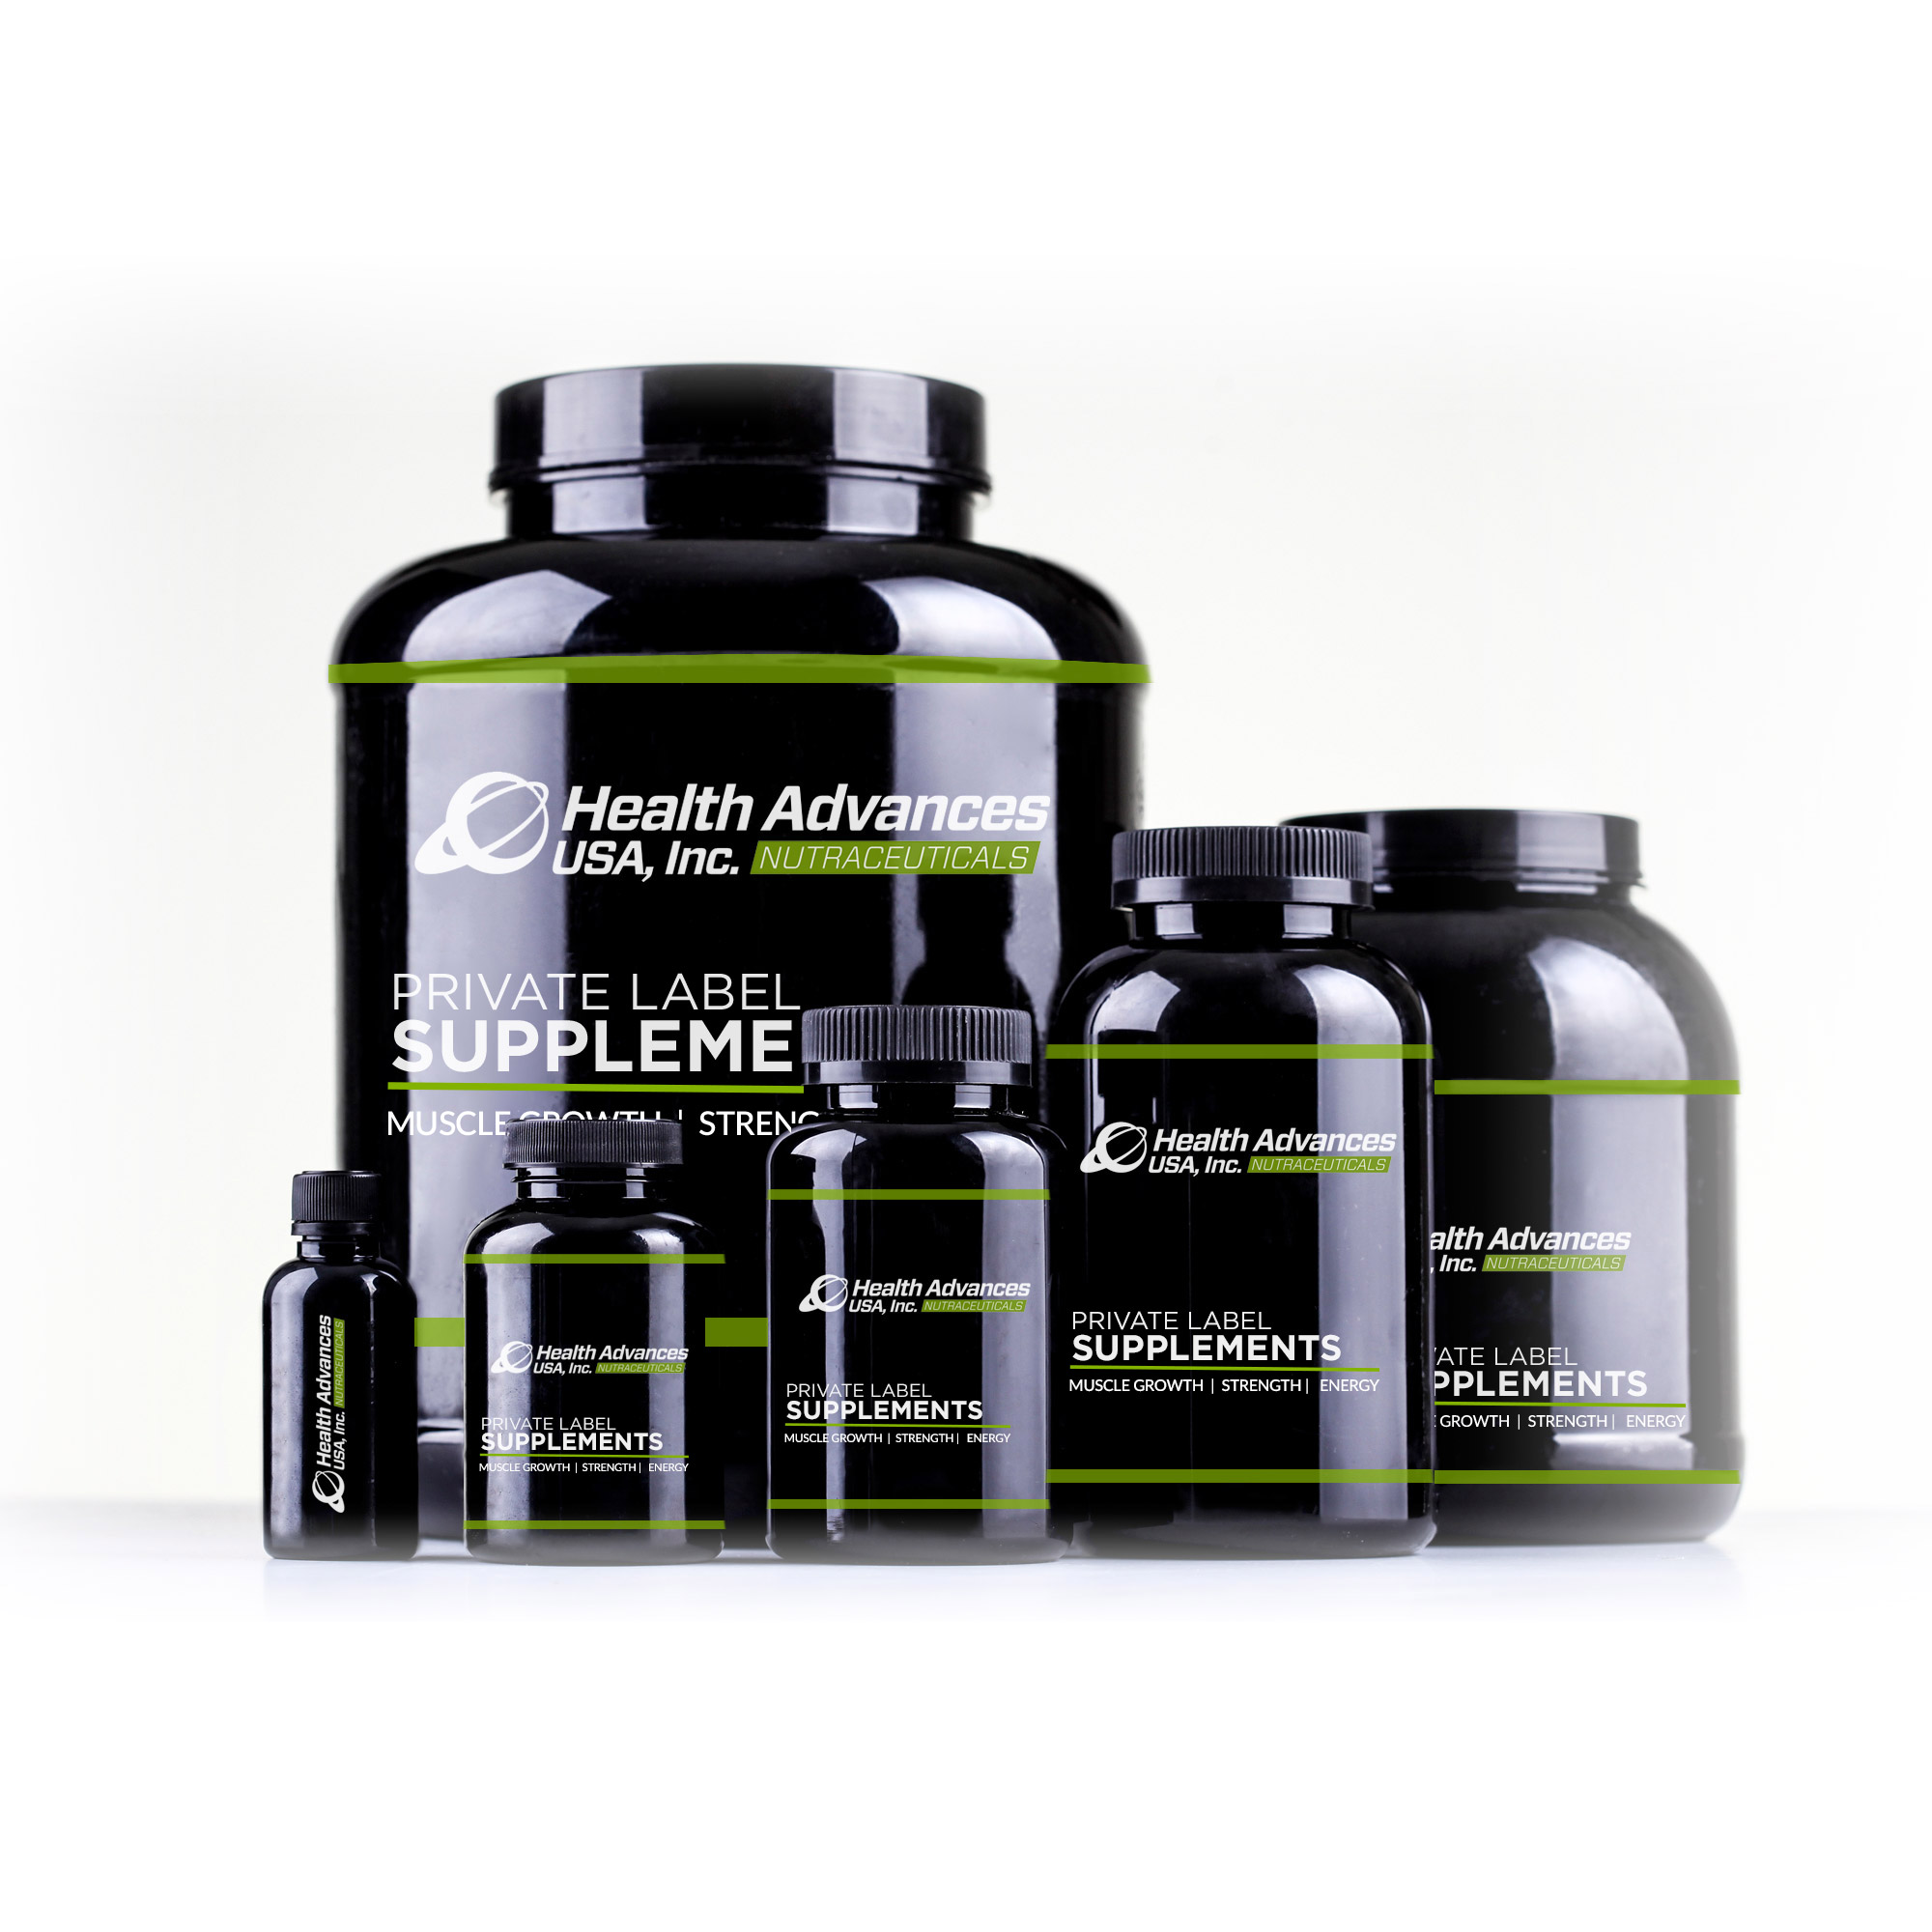 Health Advances
USA, Inc. NUTRACEUTICALS
PRIVATE LABEL
SUPPLEME
MUSCLE GROWTH | STRENG
Health Advances
USA, Inc. NUTRACEUTICALS
Health Advances
USA, Inc. NUTRACEUTICALS
PRIVATE LABEL
SUPPLEMENTS
MUSCLE GROWTH | STRENGTH | ENERGY
Health Advances
USA, Inc. NUTRACEUTICALS
PRIVATE LABEL
SUPPLEMENTS
MUSCLE GROWTH | STRENGTH | ENERGY
Health Advances
USA, Inc. NUTRACEUTICALS
PRIVATE LABEL
SUPPLEMENTS
MUSCLE GROWTH | STRENGTH | ENERGY
alth Advances
, Inc. NUTRACEUTICALS
VATE LABEL
PPLEMENTS
GROWTH | STRENGTH | ENERGY